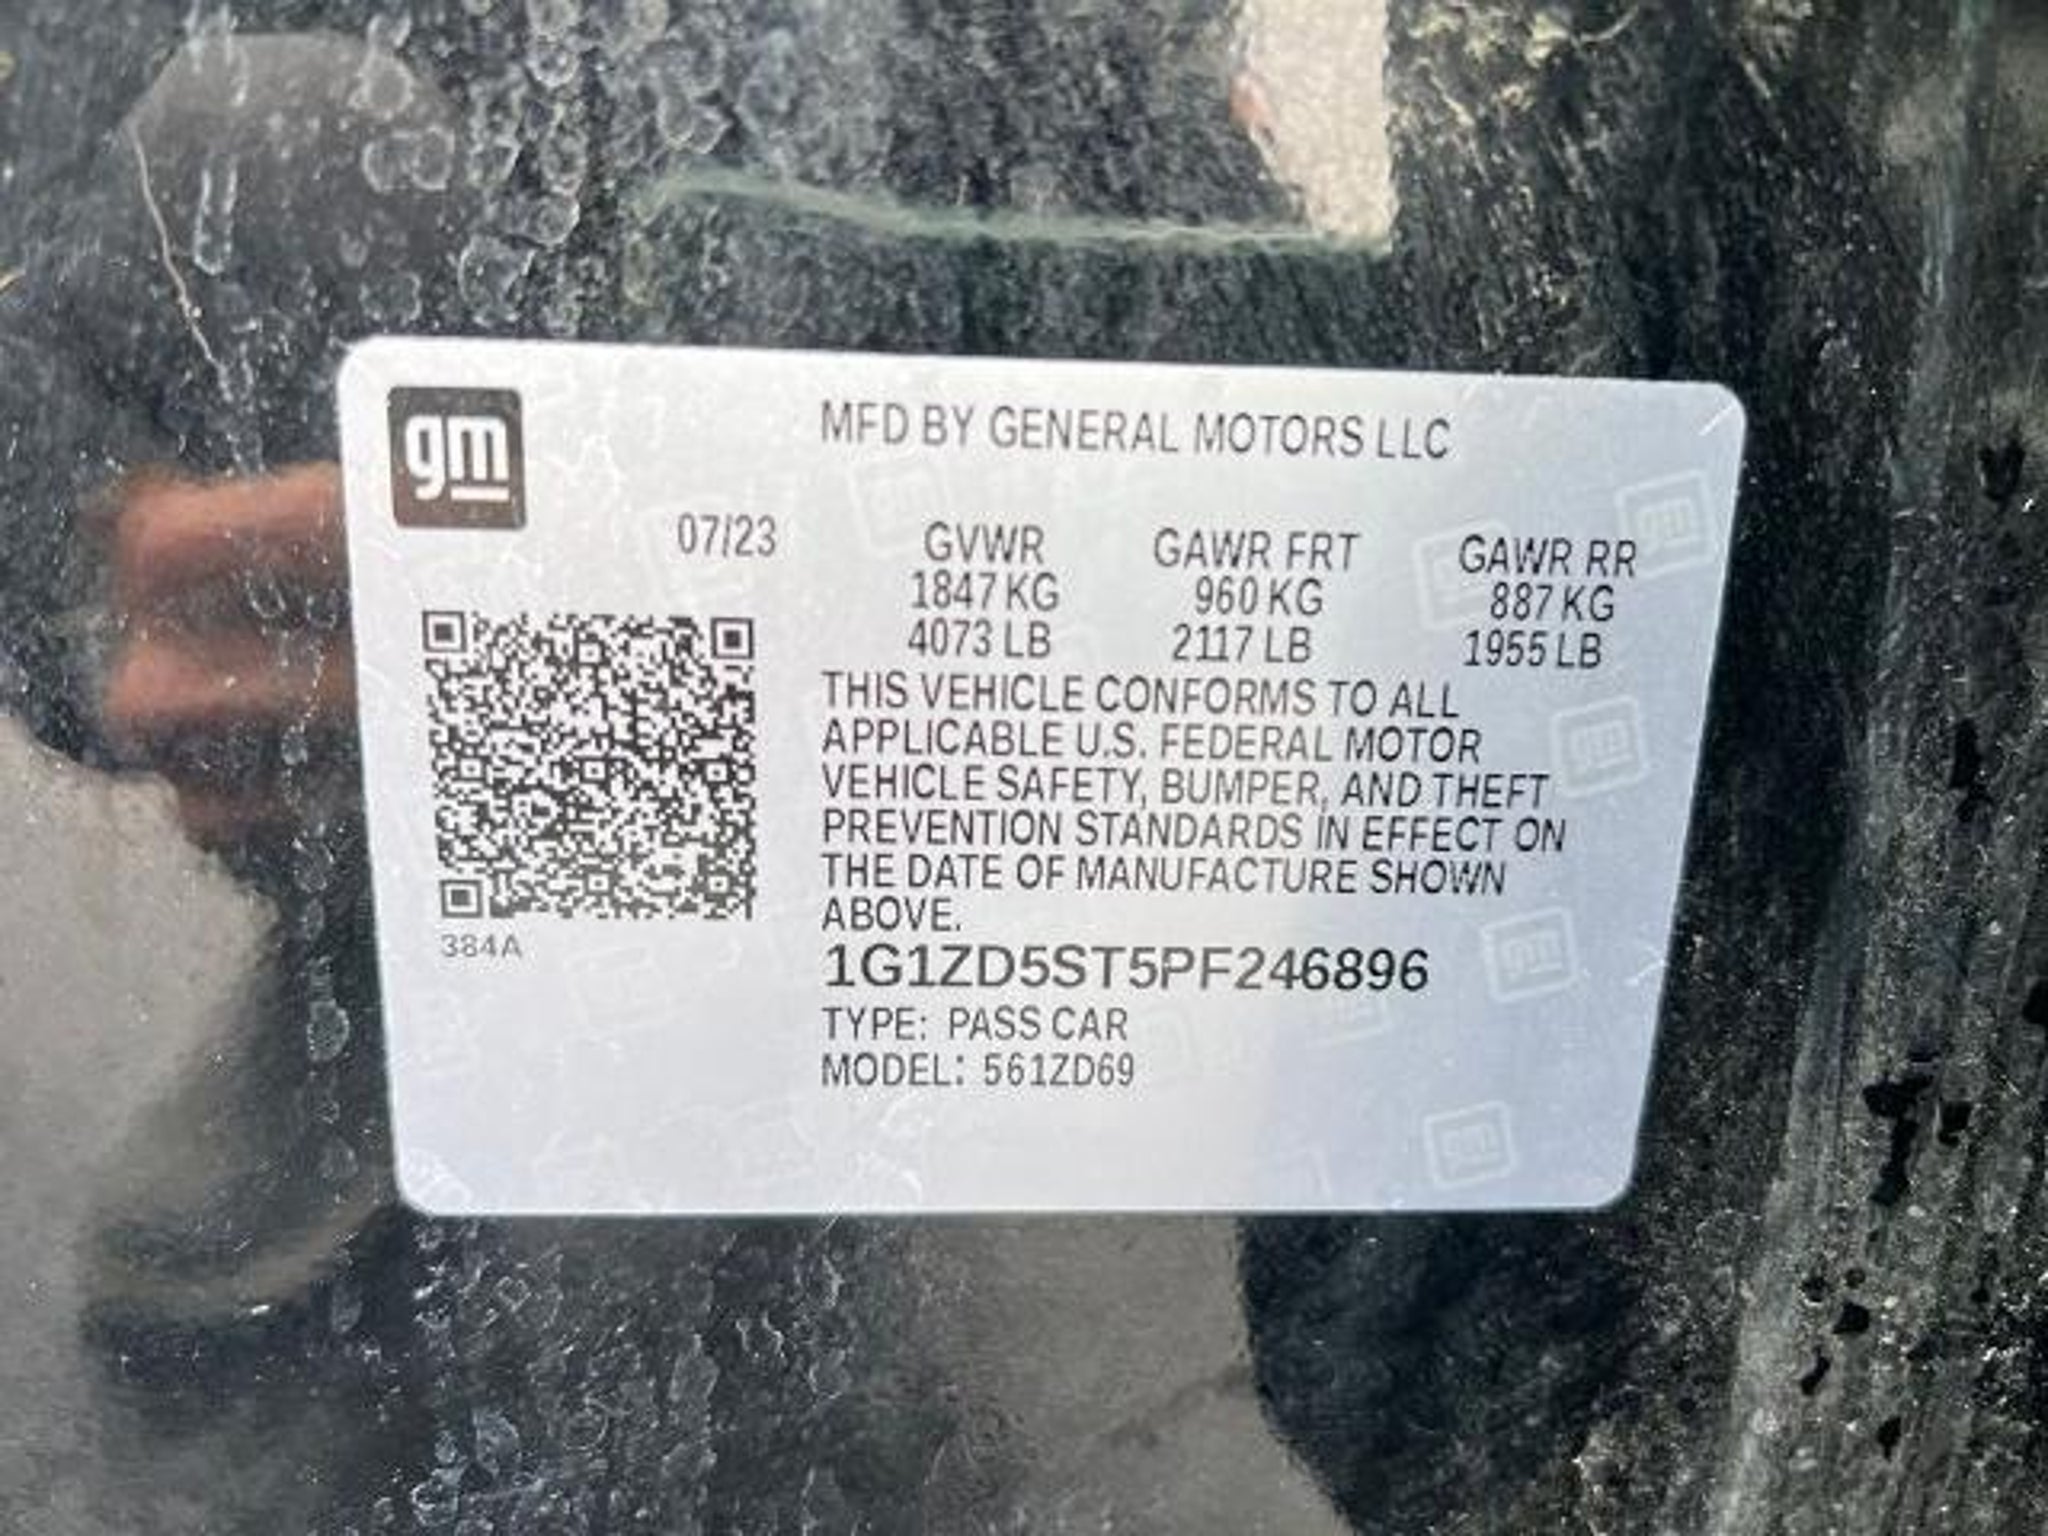 gm
MFD BY GENERAL MOTORS LLC
07/23
GVWR GAWR FRT GAWR RR
1847 KG 960 KG 887 KG
4073 LB 2117 LB 1955 LB
THIS VEHICLE CONFORMS TO ALL
APPLICABLE U.S. FEDERAL MOTOR
VEHICLE SAFETY, BUMPER, AND THEFT
PREVENTION STANDARDS IN EFFECT ON
THE DATE OF MANUFACTURE SHOWN
ABOVE.
384A
1G1ZD5ST5PF246896
TYPE: PASS CAR
MODEL: 561ZD69